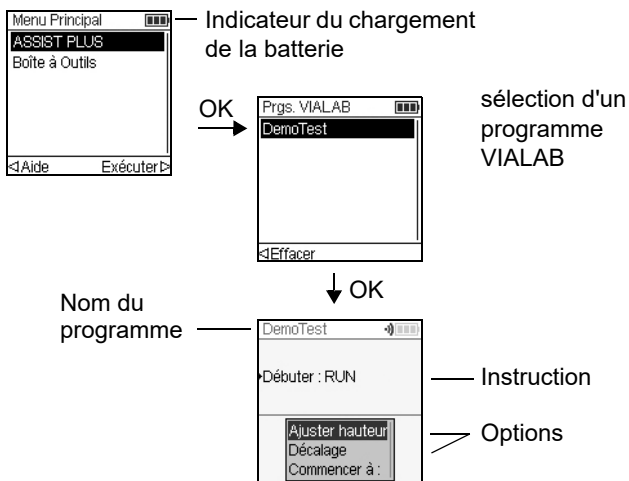 Menu Principal
ASSIST PLUS
Boîte à Outils
◁Aide Exécuter▷
Indicateur du chargement
de la batterie
OK
Prgs. VIALAB
DemoTest
◁Effacer
sélection d'un
programme
VIALAB
OK
Nom du
programme
DemoTest
Débuter : RUN
Ajuster hauteur
Décalage
Commencer à :
Instruction
Options